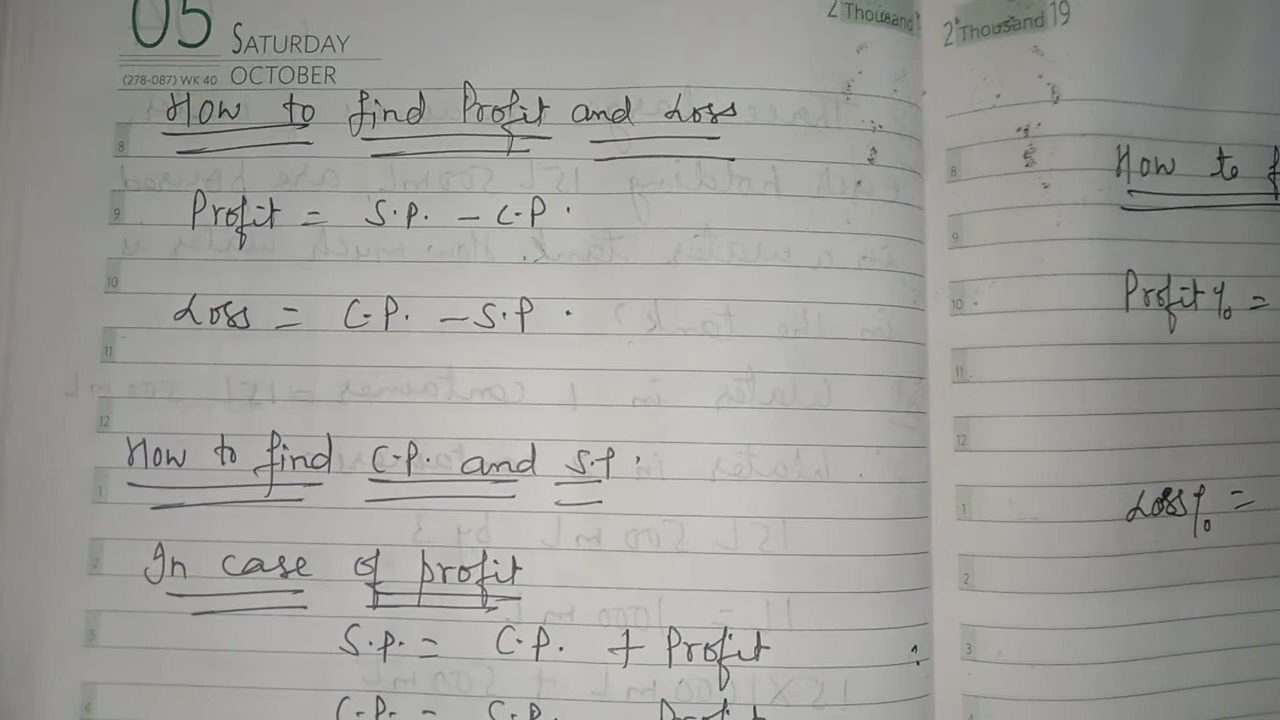 05 SATURDAY
(278-087) WK 40 OCTOBER
2 Thousand
How to find Profit and Loss
8
9 Profit = S.P. - C.P.
10
Loss = C.P. - S.P.
11
12
How to find C.P. and S.P.
1
2 In case of profit
3 S.P. = C.P. + Profit
4 C.P. =
2 Thousand 19
8 How to
9
10 Profit % =
11
12
1 Loss % =
2
3